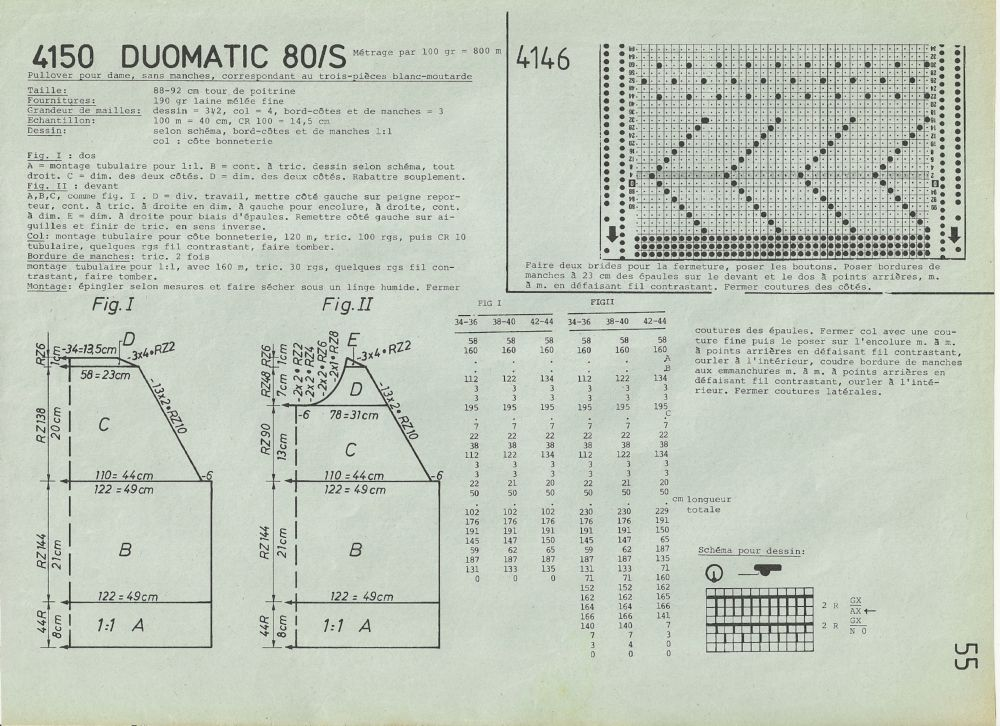 4150 DUOMATIC 80/S Métrage par 100 gr = 800 m
Pullover pour dame, sans manches, correspondant au trois-pièces blanc-moutarde
Taille: 88-92 cm tour de poitrine
Fournitures: 190 gr laine mêlée fine
Grandeur de mailles: dessin = 3½2, col = 4, bord-côtes et de manches = 3
Echantillon: 100 m = 40 cm, CR 100 = 14,5 cm
Dessin: selon schéma, bord-côtes et de manches 1:1
col : côte bonneterie
Fig. I : dos
A = montage tubulaire pour 1:1. B = cont. à tric. dessin selon schéma, tout
droit. C = dim. des deux côtés. D = dim. des deux côtés. Rabattre souplement.
Fig. II : devant
A,B,C, comme fig. I . D = div. travail, mettre côté gauche sur peigne repor-
teur, cont. à tric. à droite en dim. à gauche pour encolure, à droite, cont.
à dim. E = dim. à droite pour biais d'épaules. Remettre côté gauche sur ai-
guilles et finir de tric. en sens inverse.
Col: montage tubulaire pour côte bonneterie, 120 m, tric. 100 rgs, puis CR 10
tubulaire, quelques rgs fil contrastant, faire tomber.
Bordure de manches: tric. 2 fois
montage tubulaire pour 1:1, avec 160 m, tric. 30 rgs, quelques rgs fil con-
trastant, faire tomber.
Montage: épingler selon mesures et faire sécher sous un linge humide. Fermer
4146
Faire deux brides pour la fermeture, poser les boutons. Poser bordures de
manches à 23 cm des épaules sur le devant et le dos à points arrières, m.
à m. en défaisant fil contrastant. Fermer coutures des côtés.
Fig.I
RZ6
1cm
-34=13,5cm
D
-3x4•RZ2
58=23cm
-13x2•RZ10
RZ138
20cm
C
110=44cm
-6
122=49cm
RZ144
21cm
B
122=49cm
44R
8cm
1:1 A
Fig.II
RZ6
1cm
-2x2•RZ2
-2x2•RZ4
-2x2•RZ6
-2x1•RZ8
E
-3x4•RZ2
RZ48
7cm
D
-13x2•RZ10
-6
78=31cm
RZ90
13cm
C
110=44cm
-6
122=49cm
RZ144
21cm
B
122=49cm
44R
8cm
1:1 A
FIG I FIGII
34-36 38-40 42-44 34-36 38-40 42-44
58 58 58 58 58 58
160 160 160 160 160 160
. . . . . A
. . . . . B
112 122 134 112 122 134
3 3 3 3 3 3
3 3 3 3 3 3
195 195 195 195 195 195
. . . . . C
7 7 7 7 7 7
22 22 22 22 22 22
38 38 38 38 38 38
112 122 134 112 122 134
3 3 3 3 3 3
3 3 3 3 3 3
22 21 20 22 21 20
50 50 50 50 50 50
. . . . . . cm longueur
totale
102 102 102 230 230 229
176 176 176 176 176 191
191 191 191 191 191 150
145 147 150 145 147 65
59 62 65 59 62 187
187 187 187 187 187 135
131 133 135 131 133 71
0 0 0 71 71 160
152 152 162
162 162 165
164 164 166
166 166 141
140 140 7
7 7 3
3 4 0
0 0 0
coutures des épaules. Fermer col avec une cou-
ture fine puis le poser sur l'encolure m. à m.
à points arrières en défaisant fil contrastant,
ourler à l'intérieur, coudre bordure de manches
aux emmanchures m. à m. à points arrières en
défaisant fil contrastant, ourler à l'inté-
rieur. Fermer coutures latérales.
Schéma pour dessin:
2 R GX
AX ←
2 R GX
N 0
55